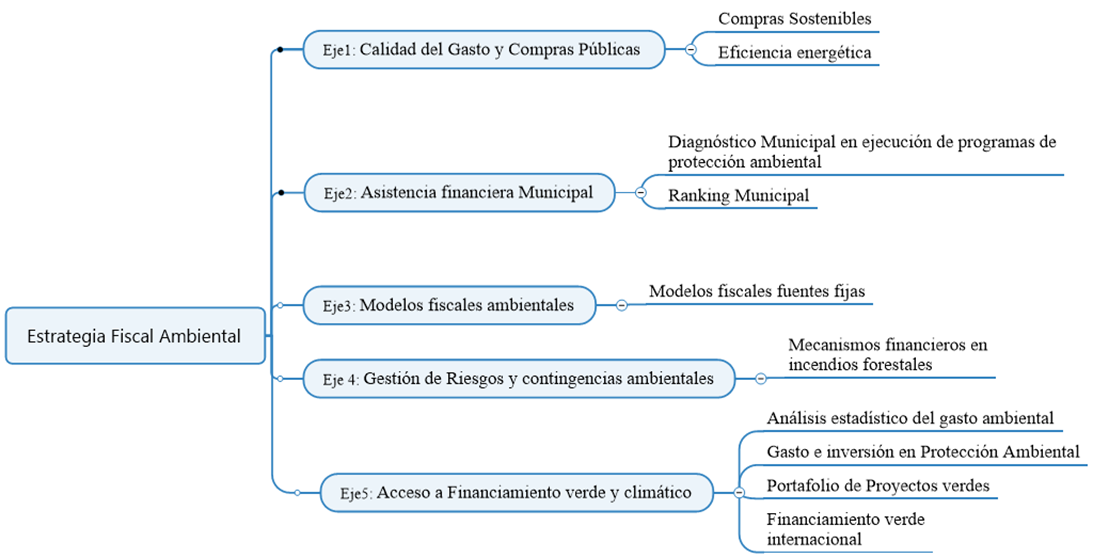 Estrategia Fiscal Ambiental
Eje1: Calidad del Gasto y Compras Públicas
Compras Sostenibles
Eficiencia energética
Eje2: Asistencia financiera Municipal
Diagnóstico Municipal en ejecución de programas de
protección ambiental
Ranking Municipal
Eje3: Modelos fiscales ambientales
Modelos fiscales fuentes fijas
Eje 4: Gestión de Riesgos y contingencias ambientales
Mecanismos financieros en
incendios forestales
Eje5: Acceso a Financiamiento verde y climático
Análisis estadístico del gasto ambiental
Gasto e inversión en Protección Ambiental
Portafolio de Proyectos verdes
Financiamiento verde
internacional